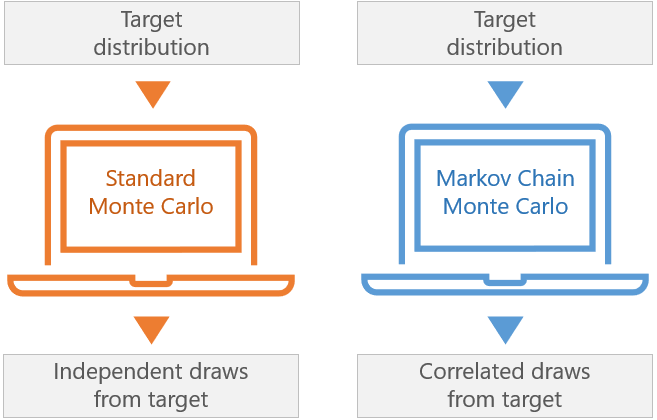 Target
distribution
Standard
Monte Carlo
Independent draws
from target
Target
distribution
Markov Chain
Monte Carlo
Correlated draws
from target